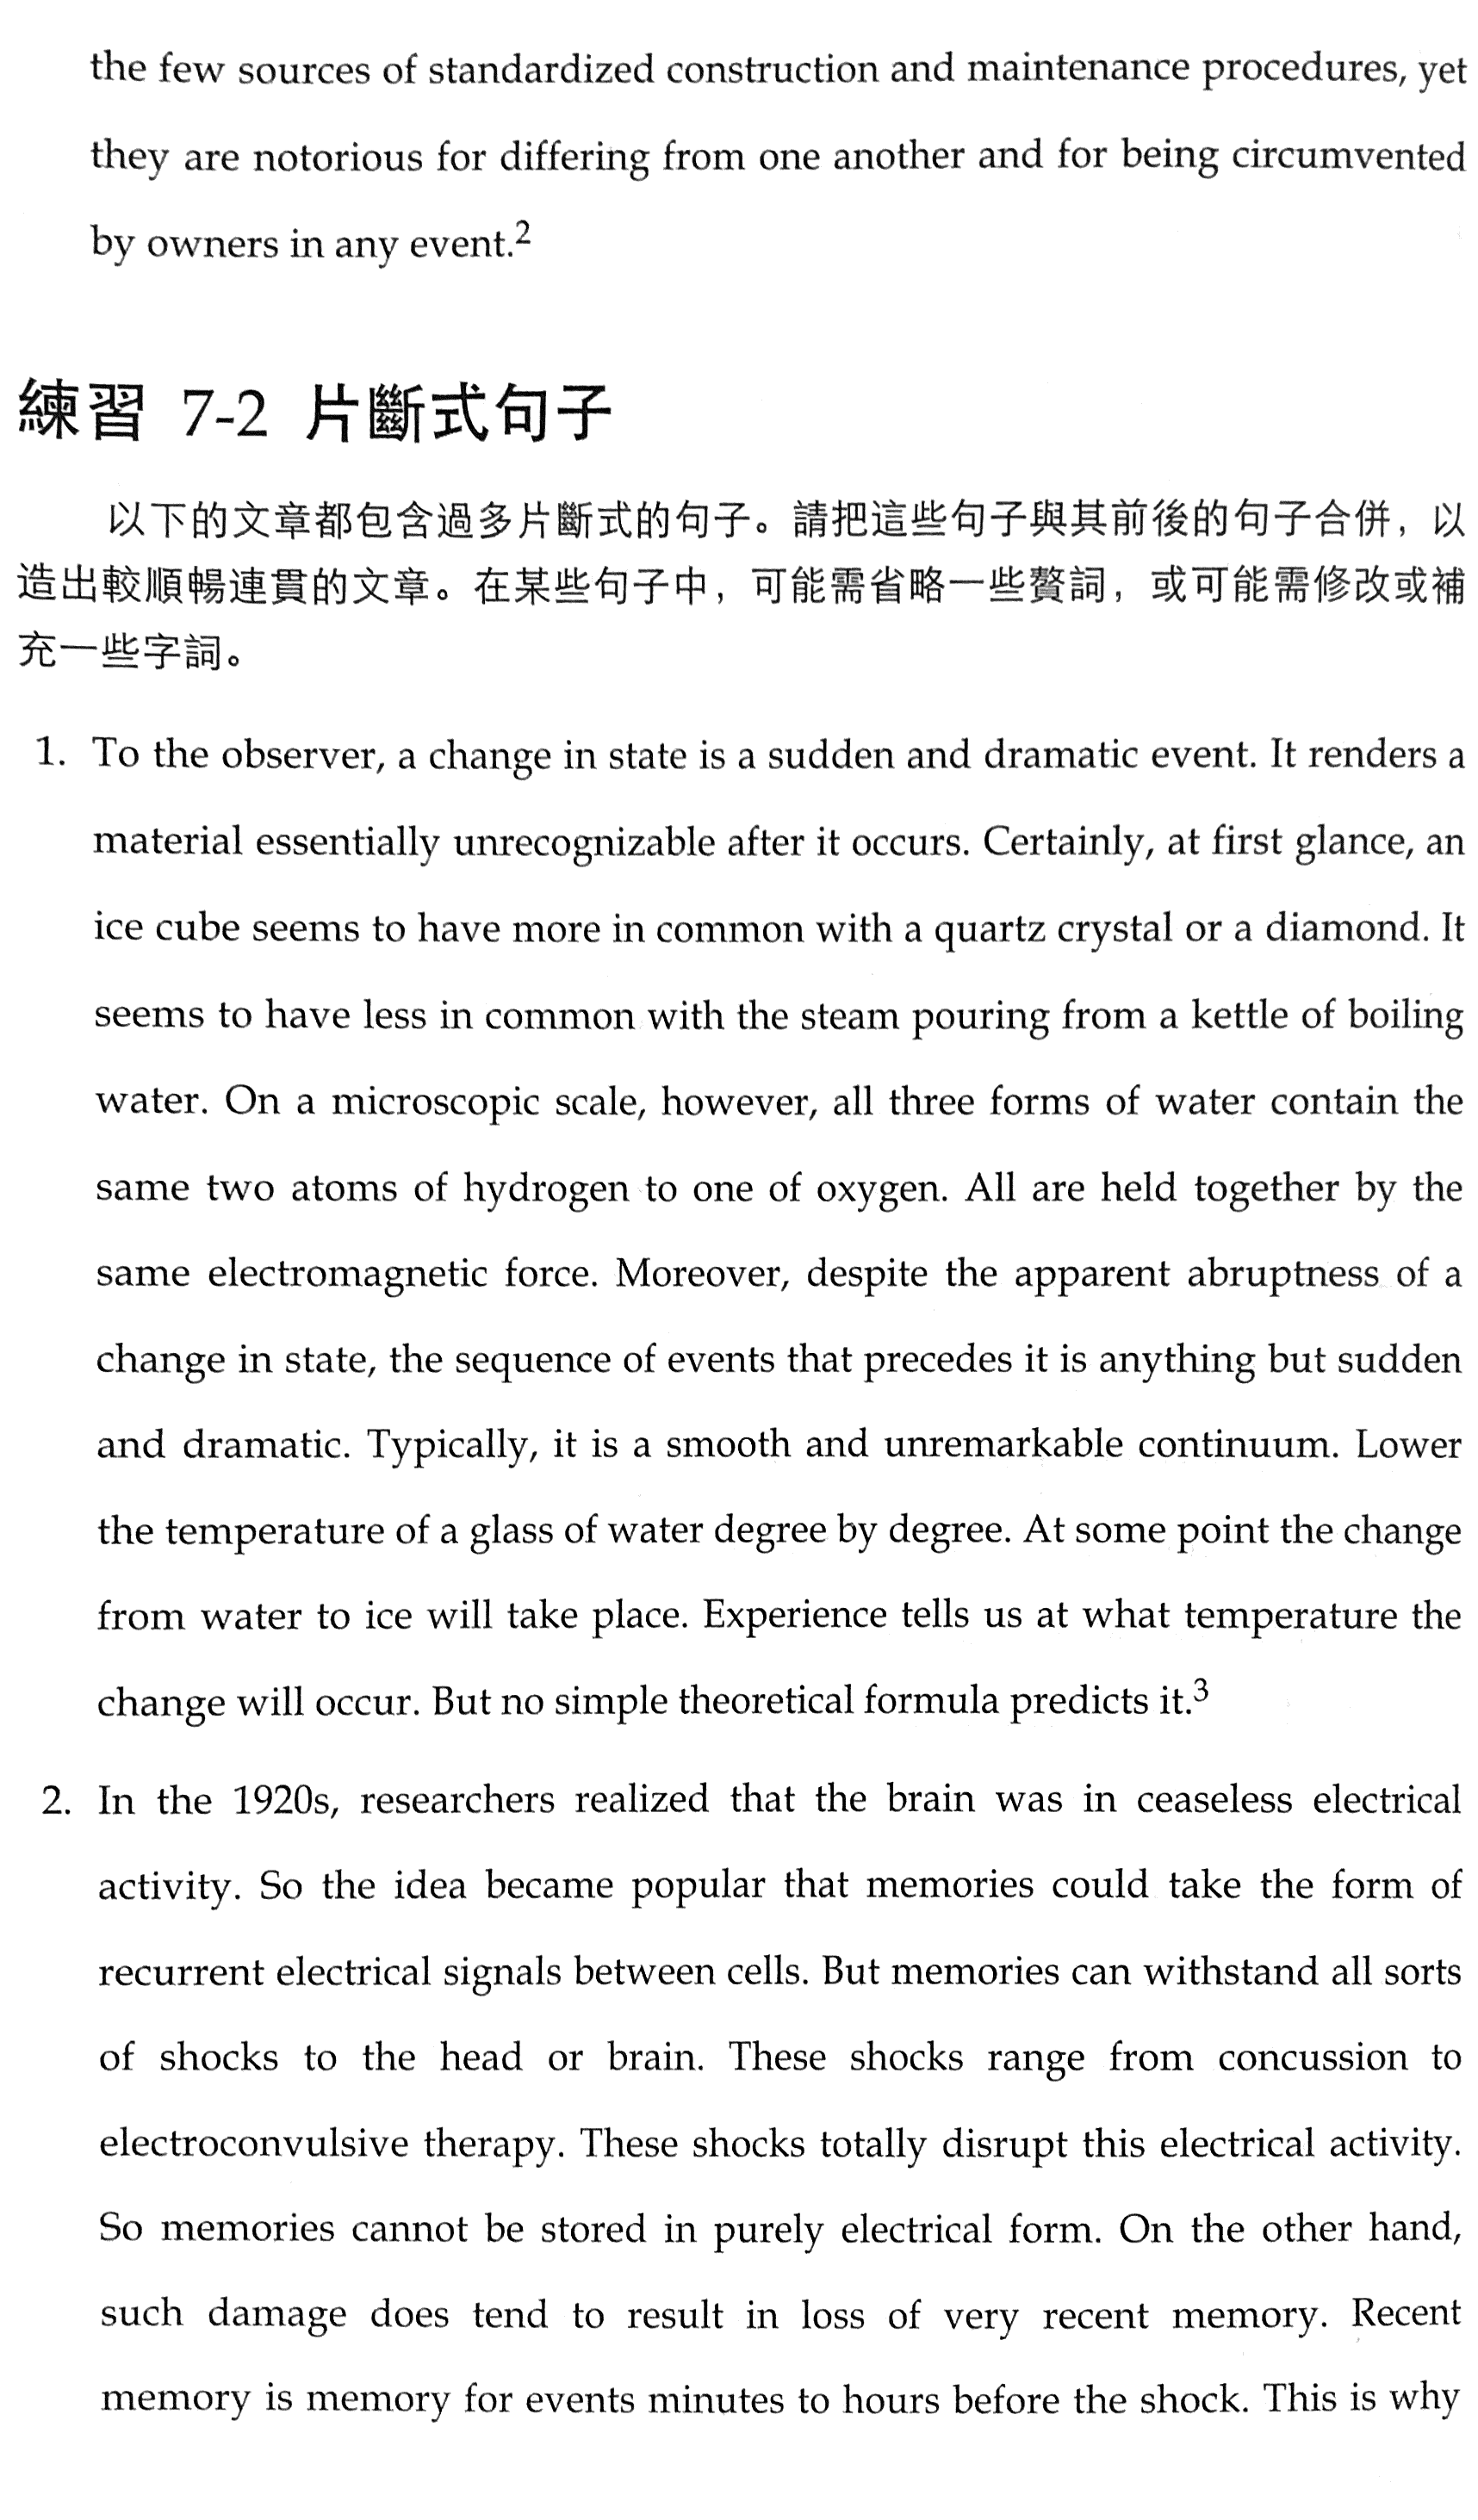 the few sources of standardized construction and maintenance procedures, yet
they are notorious for differing from one another and for being circumvented
by owners in any event.2
練習 7-2 片斷式句子
以下的文章都包含過多片斷式的句子。請把這些句子與其前後的句子合併，以
造出較順暢連貫的文章。在某些句子中，可能需省略一些贅詞，或可能需修改或補
充一些字詞。
1. To the observer, a change in state is a sudden and dramatic event. It renders a
material essentially unrecognizable after it occurs. Certainly, at first glance, an
ice cube seems to have more in common with a quartz crystal or a diamond. It
seems to have less in common with the steam pouring from a kettle of boiling
water. On a microscopic scale, however, all three forms of water contain the
same two atoms of hydrogen to one of oxygen. All are held together by the
same electromagnetic force. Moreover, despite the apparent abruptness of a
change in state, the sequence of events that precedes it is anything but sudden
and dramatic. Typically, it is a smooth and unremarkable continuum. Lower
the temperature of a glass of water degree by degree. At some point the change
from water to ice will take place. Experience tells us at what temperature the
change will occur. But no simple theoretical formula predicts it.3
2. In the 1920s, researchers realized that the brain was in ceaseless electrical
activity. So the idea became popular that memories could take the form of
recurrent electrical signals between cells. But memories can withstand all sorts
of shocks to the head or brain. These shocks range from concussion to
electroconvulsive therapy. These shocks totally disrupt this electrical activity.
So memories cannot be stored in purely electrical form. On the other hand,
such damage does tend to result in loss of very recent memory. Recent
memory is memory for events minutes to hours before the shock. This is why